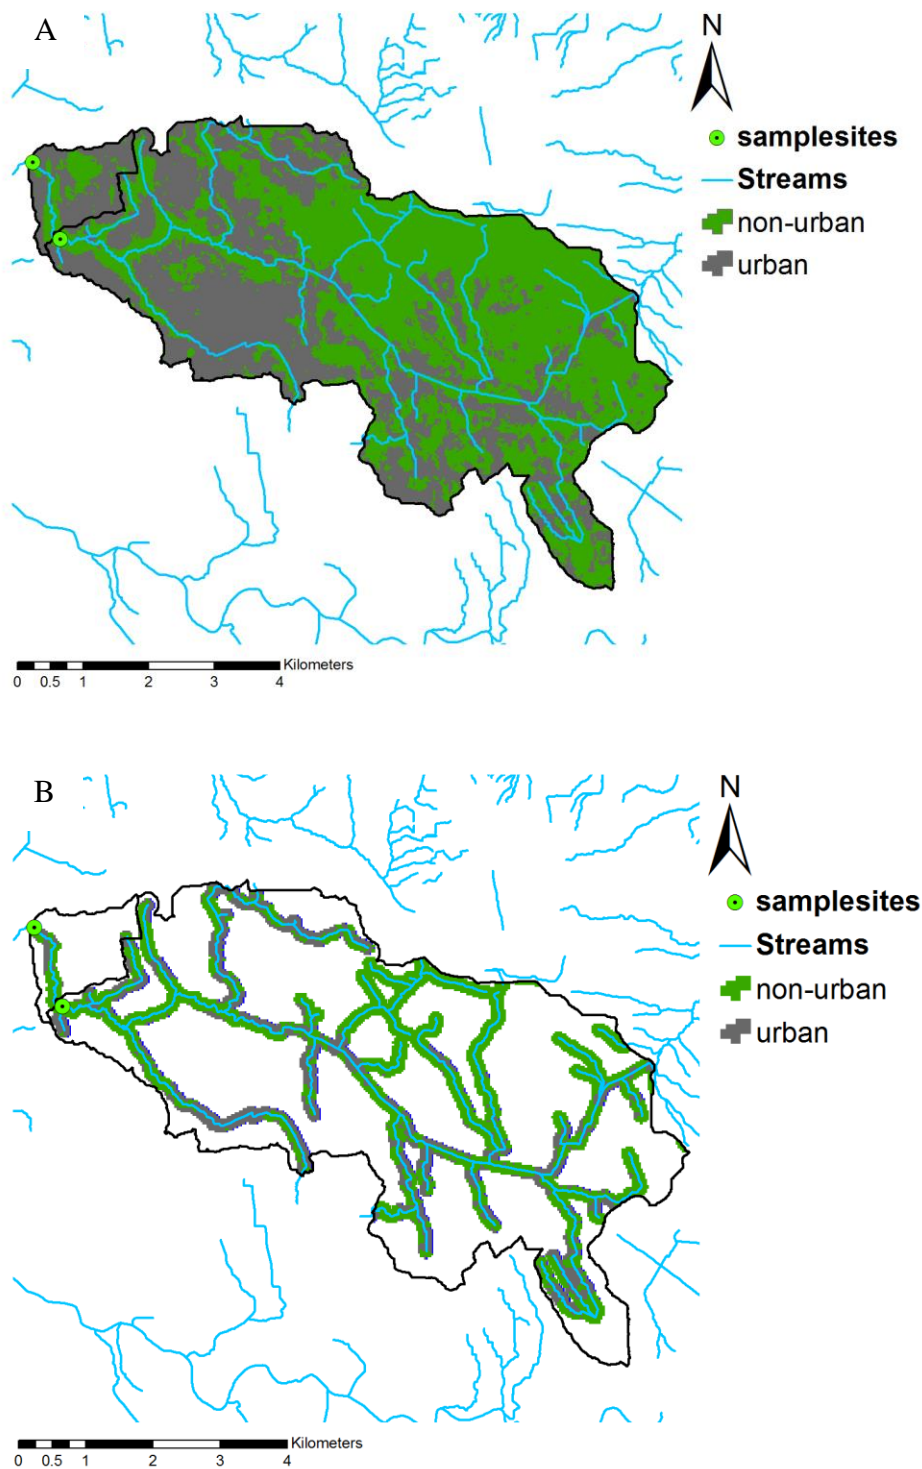 A
N
samplesites
Streams
non-urban
urban
Kilometers
0 0.5 1 2 3 4
B
N
samplesites
Streams
non-urban
urban
Kilometers
0 0.5 1 2 3 4